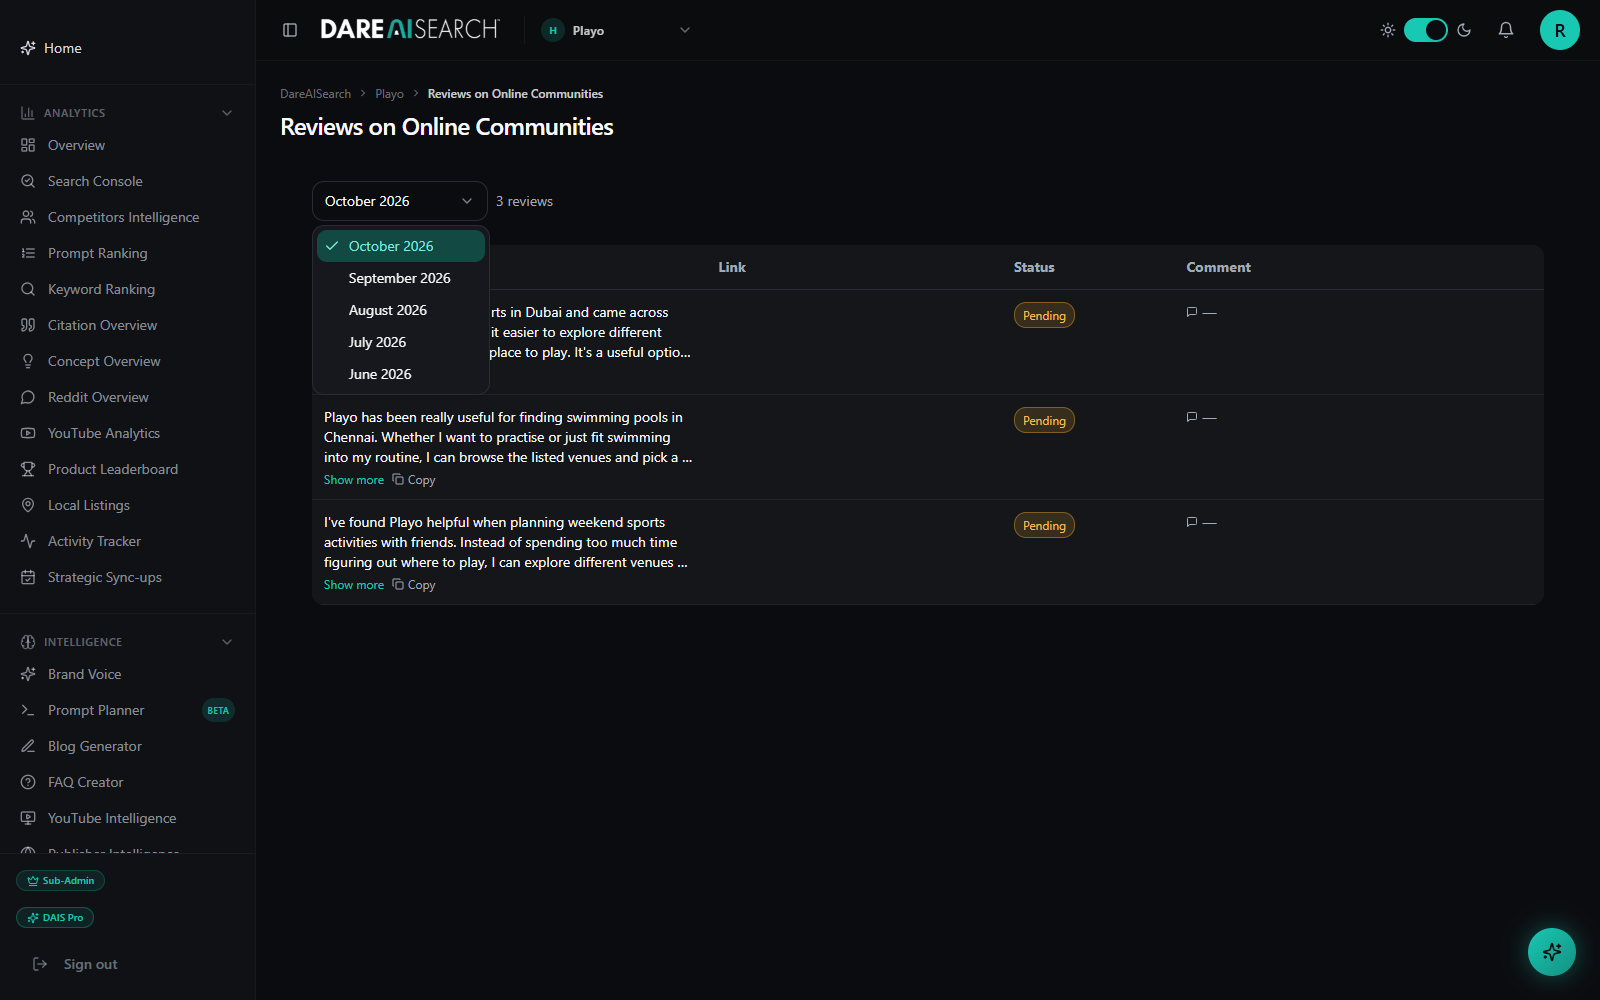 Home
ANALYTICS
Overview
Search Console
Competitors Intelligence
Prompt Ranking
Keyword Ranking
Citation Overview
Concept Overview
Reddit Overview
YouTube Analytics
Product Leaderboard
Local Listings
Activity Tracker
Strategic Sync-ups
INTELLIGENCE
Brand Voice
Prompt Planner BETA
Blog Generator
FAQ Creator
YouTube Intelligence
Publisher Intelligence
Sub-Admin
DAIS Pro
Sign out
DARE AISEARCH
H Playo
R
DareAISearch > Playo > Reviews on Online Communities
Reviews on Online Communities
October 2026 3 reviews
October 2026
September 2026
August 2026
July 2026
June 2026
Link Status Comment
rts in Dubai and came across
it easier to explore different
place to play. It's a useful optio...
Pending —
Playo has been really useful for finding swimming pools in
Chennai. Whether I want to practise or just fit swimming
into my routine, I can browse the listed venues and pick a ...
Show more Copy
Pending —
I've found Playo helpful when planning weekend sports
activities with friends. Instead of spending too much time
figuring out where to play, I can explore different venues ...
Show more Copy
Pending —